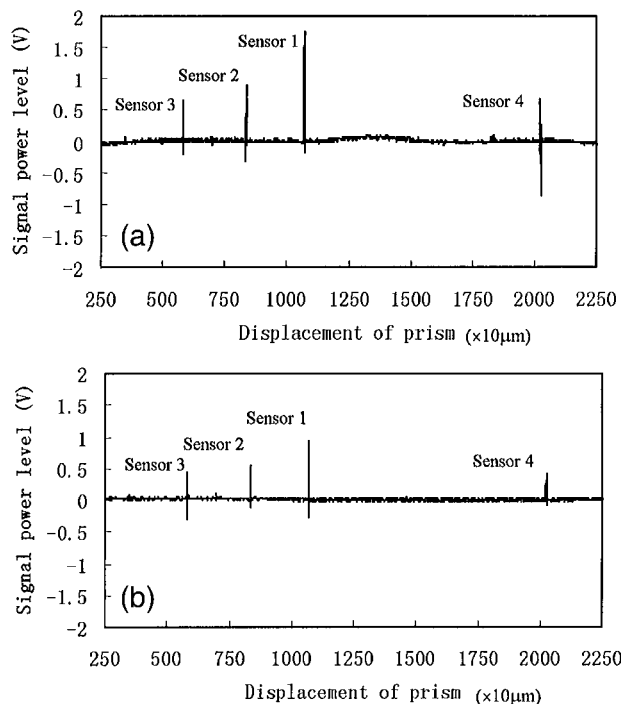 2
1.5
1
0.5
0
-0.5
-1
-1.5
-2
Signal power level (V)
Sensor 1
Sensor 2
Sensor 3
Sensor 4
(a)
250 500 750 1000 1250 1500 1750 2000 2250
Displacement of prism (×10μm)
2
1.5
1
0.5
0
-0.5
-1
-1.5
-2
Signal power level (V)
Sensor 1
Sensor 2
Sensor 3
Sensor 4
(b)
250 500 750 1000 1250 1500 1750 2000 2250
Displacement of prism (×10μm)